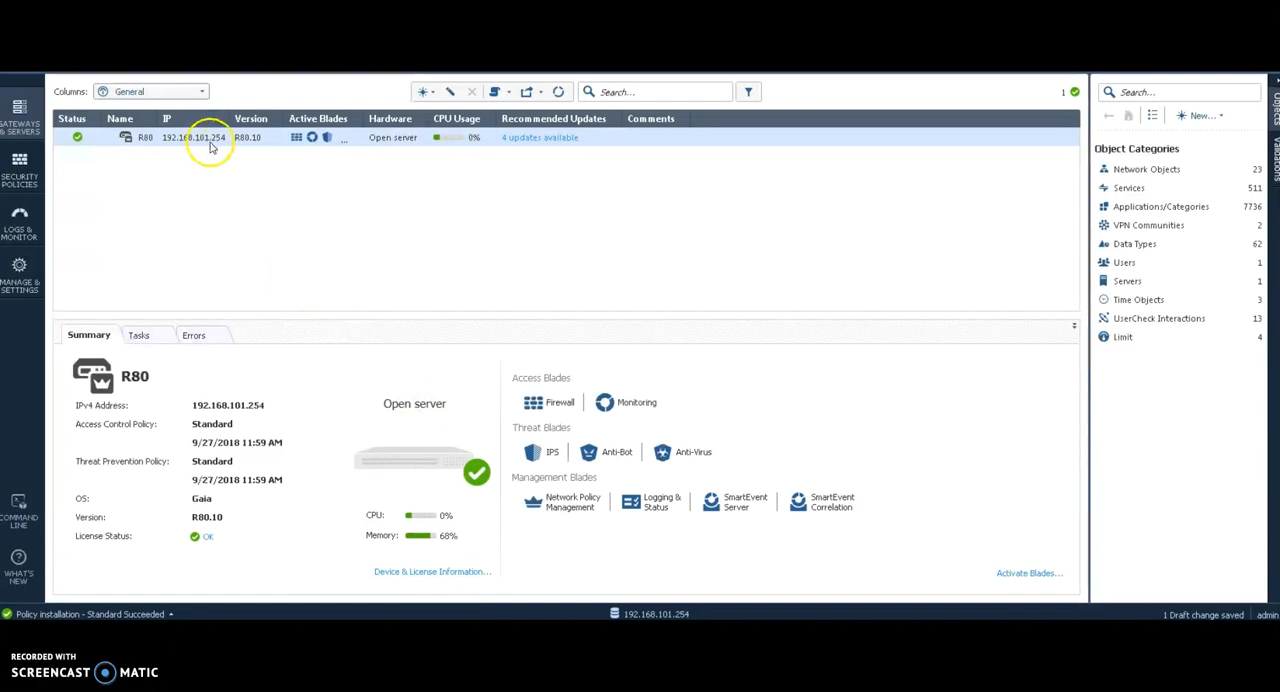 Columns: General
Search...
1
Status Name IP Version Active Blades Hardware CPU Usage Recommended Updates Comments
R80 192.168.101.254 R80.10 ... Open server 0% 4 updates available
GATEWAYS & SERVERS
SECURITY POLICIES
LOGS & MONITOR
MANAGE & SETTINGS
COMMAND LINE
WHAT'S NEW
Summary Tasks Errors
R80
IPv4 Address: 192.168.101.254
Access Control Policy: Standard
9/27/2018 11:59 AM
Threat Prevention Policy: Standard
9/27/2018 11:59 AM
OS: Gaia
Version: R80.10
License Status: OK
Open server
CPU: 0%
Memory: 68%
Device & License Information...
Access Blades
Firewall Monitoring
Threat Blades
IPS Anti-Bot Anti-Virus
Management Blades
Network Policy Management Logging & Status SmartEvent Server SmartEvent Correlation
Activate Blades...
Search...
New...
Object Categories
Network Objects 23
Services 511
Applications/Categories 7736
VPN Communities 2
Data Types 62
Users 1
Servers 1
Time Objects 3
UserCheck Interactions 13
Limit 4
Objects
Validations
Policy installation - Standard Succeeded
192.168.101.254
1 Draft change saved admin
RECORDED WITH
SCREENCAST MATIC